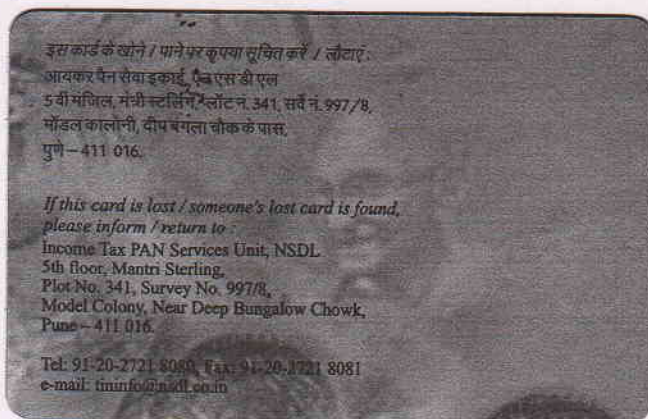 इस कार्ड के खोने / पाने पर कृपया सूचित करें / लौटाएं :
आयकर पैन सेवा इकाई, एन एस डी एल
5 वीं मंजिल, मंत्री स्टर्लिंग, प्लॉट नं. 341, सर्वे नं. 997/8,
मॉडल कालोनी, दीप बंगला चौक के पास,
पुणे – 411 016.
If this card is lost / someone's lost card is found,
please inform / return to :
Income Tax PAN Services Unit, NSDL
5th floor, Mantri Sterling,
Plot No. 341, Survey No. 997/8,
Model Colony, Near Deep Bungalow Chowk,
Pune – 411 016.
Tel: 91-20-2721 8080, Fax: 91-20-2721 8081
e-mail: tininfo@nsdl.co.in